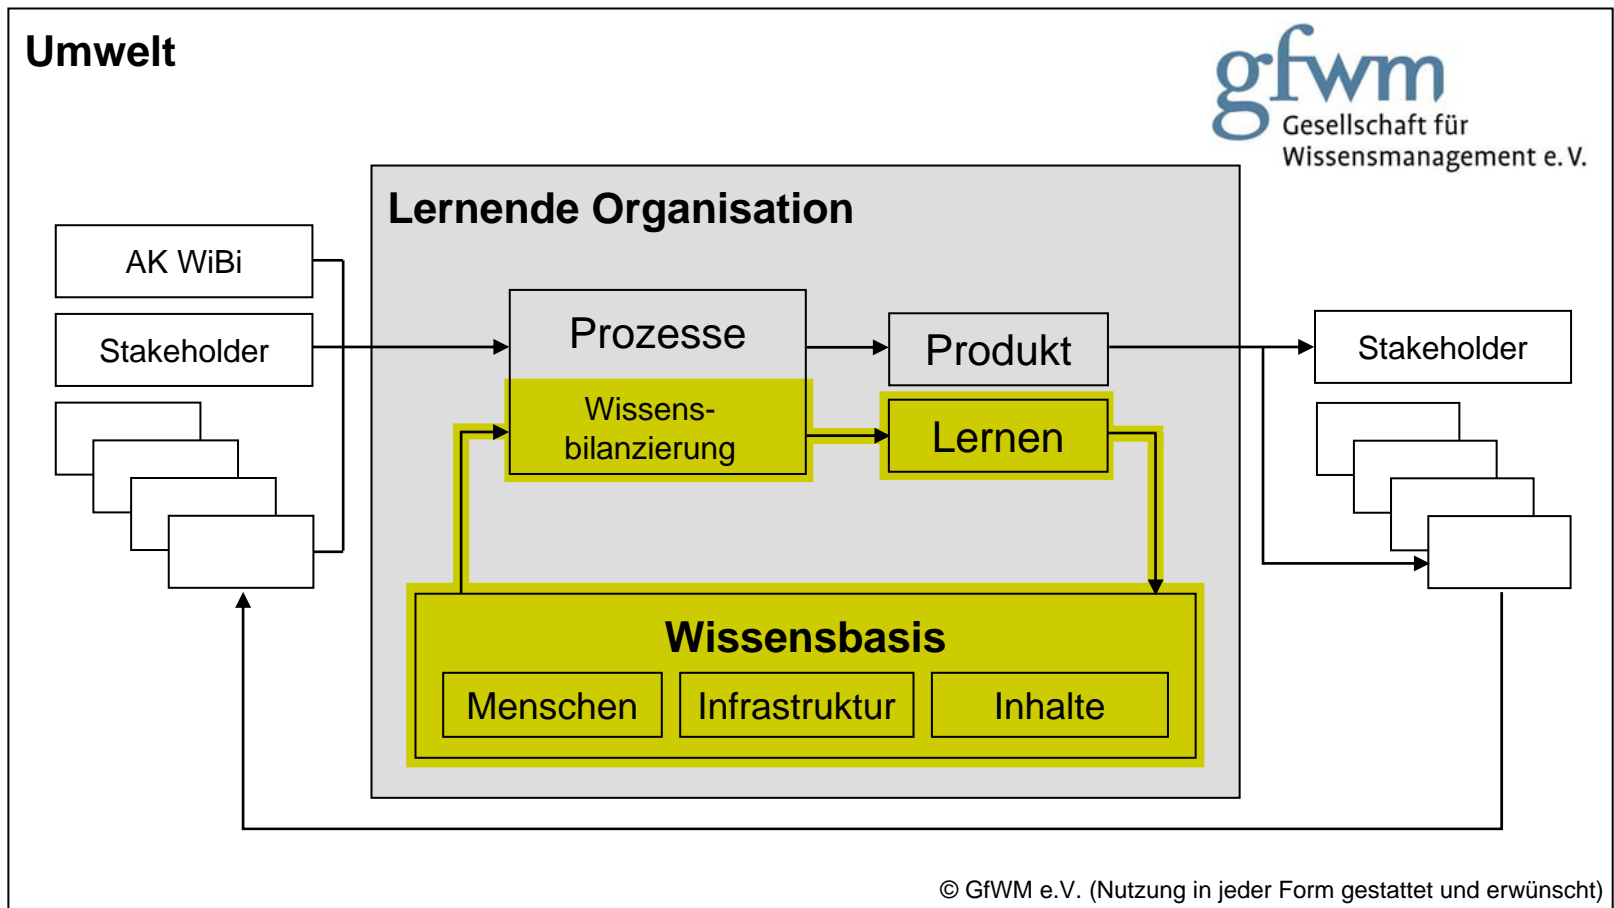 Umwelt
gfwm
Gesellschaft für
Wissensmanagement e. V.
Lernende Organisation
AK WiBi
Stakeholder
Prozesse
Wissens-
bilanzierung
Produkt
Lernen
Stakeholder
Wissensbasis
Menschen
Infrastruktur
Inhalte
© GfWM e.V. (Nutzung in jeder Form gestattet und erwünscht)